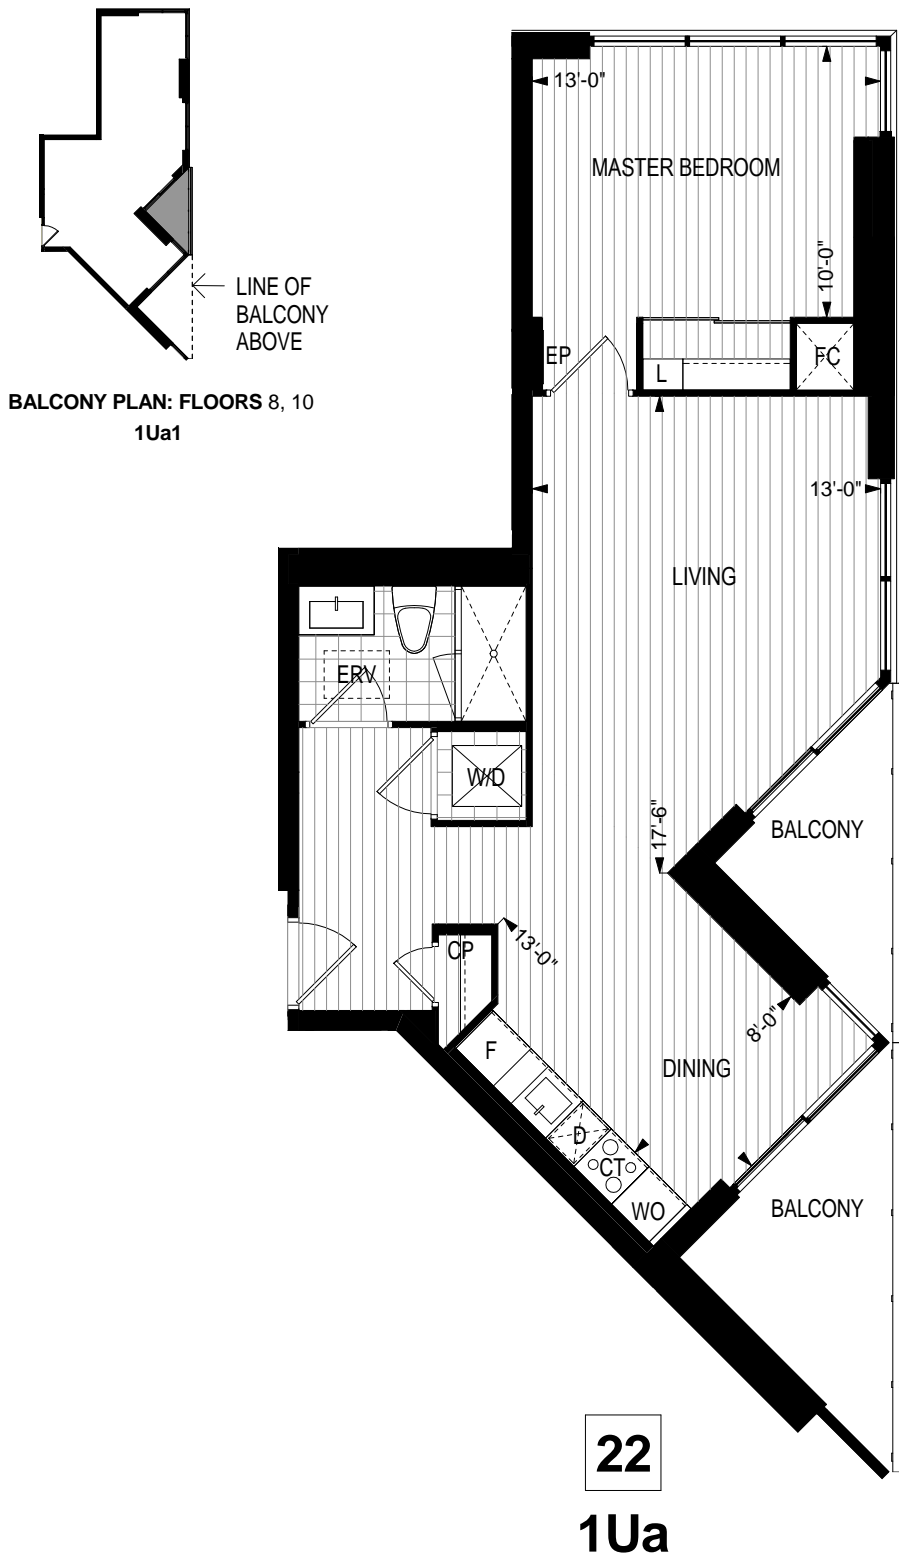 LINE OF
BALCONY
ABOVE
BALCONY PLAN: FLOORS 8, 10
1Ua1
13'-0"
MASTER BEDROOM
10'-0"
EP
L
FC
13'-0"
LIVING
ERV
W/D
17'-6"
BALCONY
CP
13'-0"
8'-0"
F
DINING
D
CT
WO
BALCONY
22
1Ua